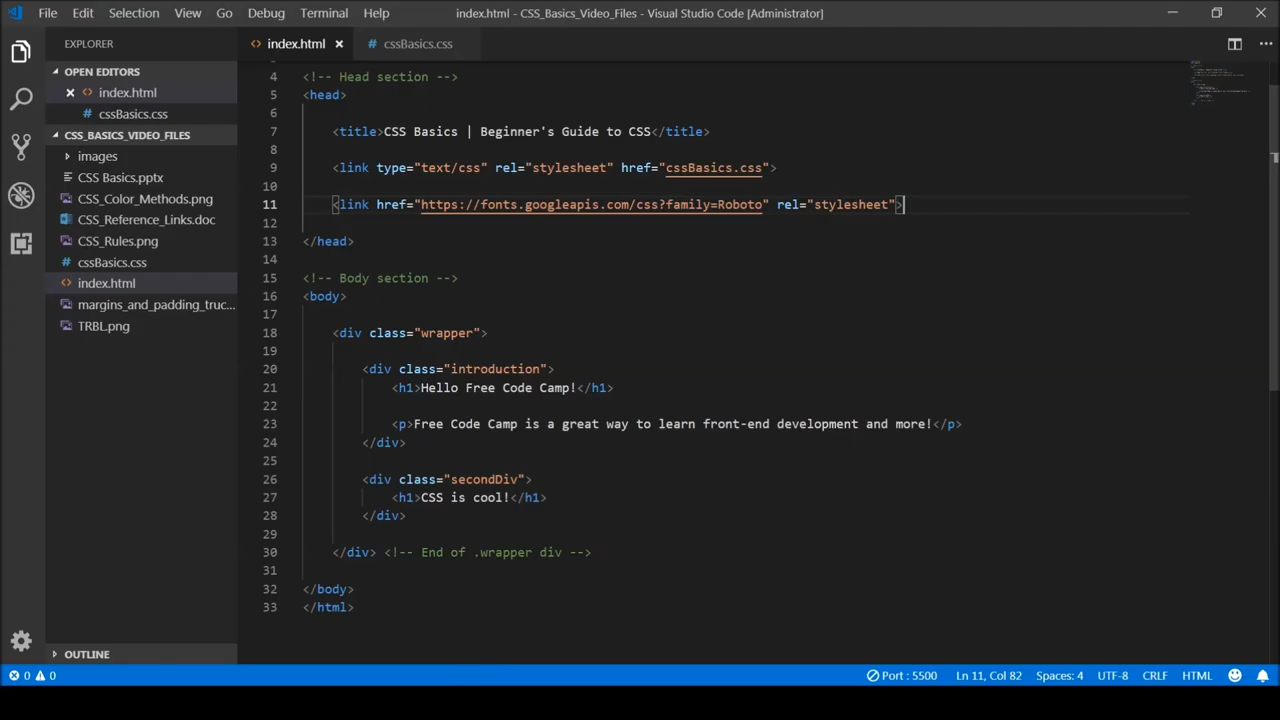 File Edit Selection View Go Debug Terminal Help index.html - CSS_Basics_Video_Files - Visual Studio Code [Administrator]
EXPLORER
OPEN EDITORS
index.html
cssBasics.css
CSS_BASICS_VIDEO_FILES
images
CSS Basics.pptx
CSS_Color_Methods.png
CSS_Reference_Links.doc
CSS_Rules.png
cssBasics.css
index.html
margins_and_padding_truc...
TRBL.png
OUTLINE
index.html cssBasics.css
4 <!-- Head section -->
5 <head>
6
7 <title>CSS Basics | Beginner's Guide to CSS</title>
8
9 <link type="text/css" rel="stylesheet" href="cssBasics.css">
10
11 <link href="https://fonts.googleapis.com/css?family=Roboto" rel="stylesheet">
12
13 </head>
14
15 <!-- Body section -->
16 <body>
17
18 <div class="wrapper">
19
20 <div class="introduction">
21 <h1>Hello Free Code Camp!</h1>
22
23 <p>Free Code Camp is a great way to learn front-end development and more!</p>
24 </div>
25
26 <div class="secondDiv">
27 <h1>CSS is cool!</h1>
28 </div>
29
30 </div> <!-- End of .wrapper div -->
31
32 </body>
33 </html>
0 0 Port : 5500 Ln 11, Col 82 Spaces: 4 UTF-8 CRLF HTML